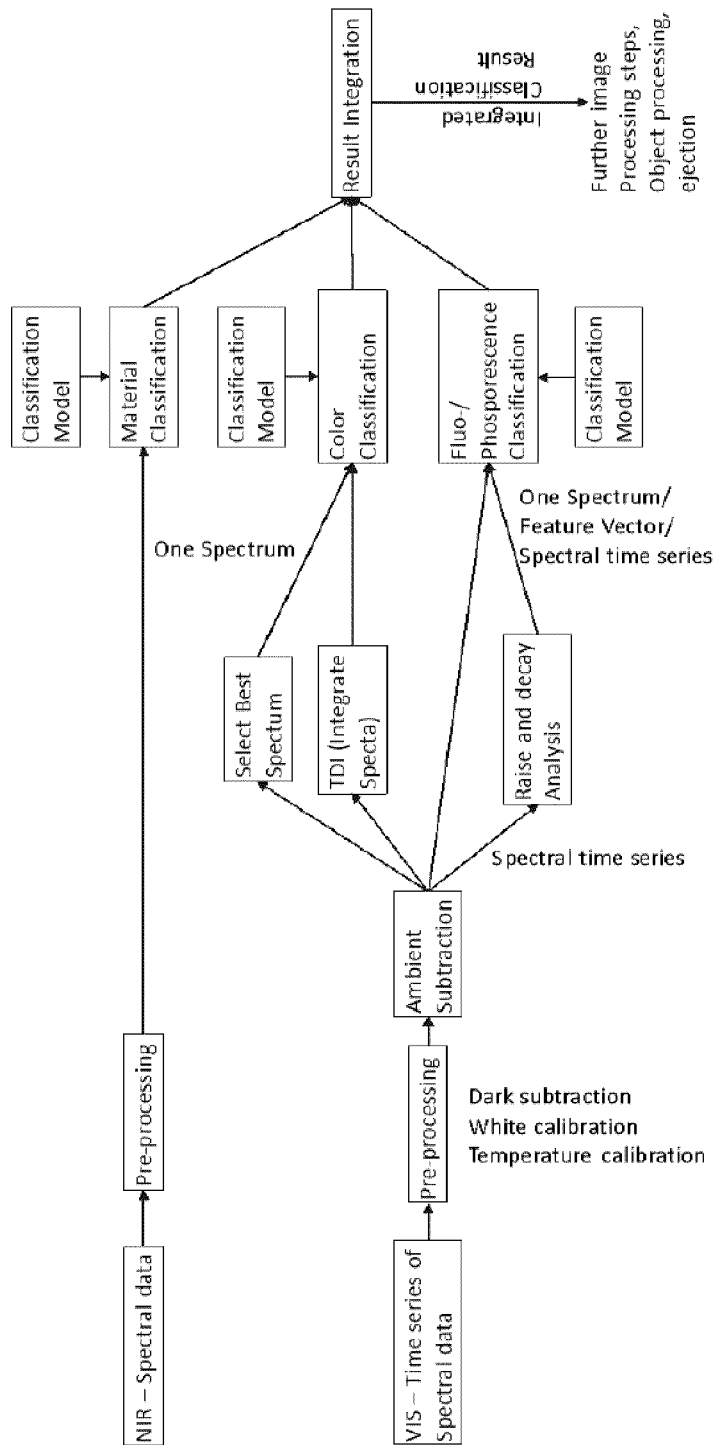 NIR – Spectral data
Pre-processing
Classification
Model
Material
Classification
VIS – Time series of
Spectral data
Pre-processing
Dark subtraction
White calibration
Temperature calibration
Ambient
Subtraction
Select Best
Spectum
One Spectrum
TDI (Integrate
Specta)
Classification
Model
Color
Classification
Spectral time series
Raise and decay
Analysis
One Spectrum/
Feature Vector/
Spectral time series
Fluo-/
Phosporescence
Classification
Classification
Model
Result Integration
Integrated
Classification
Result
Further image
Processing steps,
Object processing,
ejection